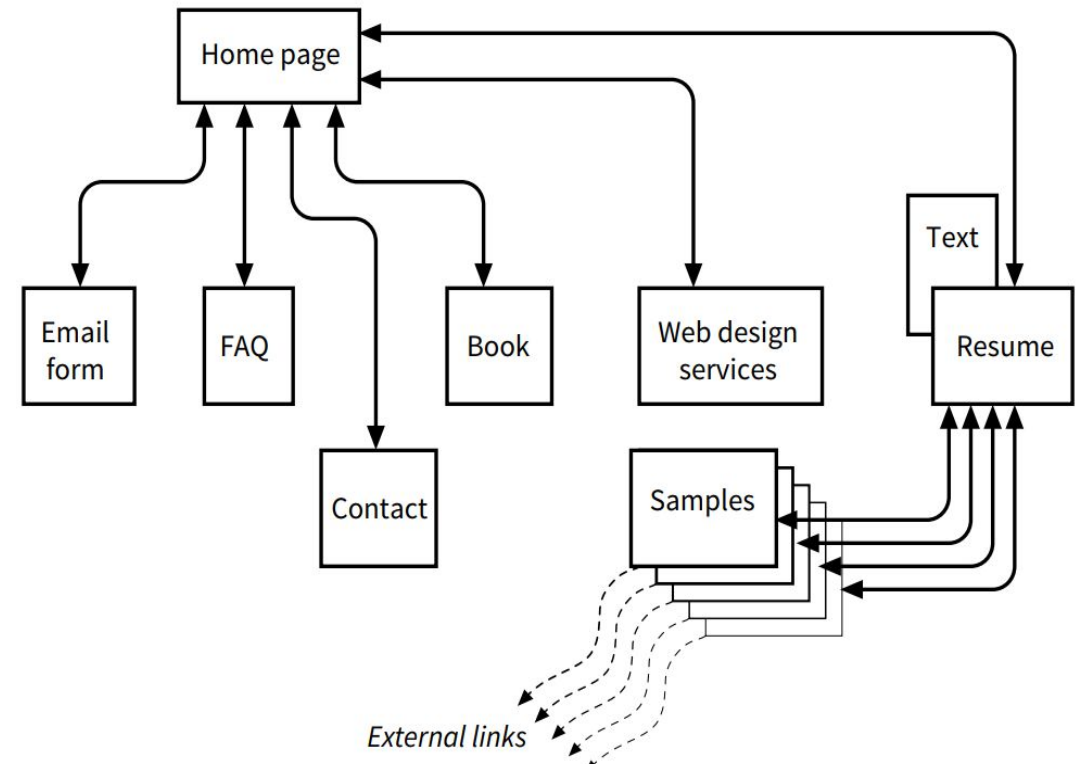 Home page
Text
Email
form
FAQ
Book
Web design
services
Resume
Contact
Samples
External links